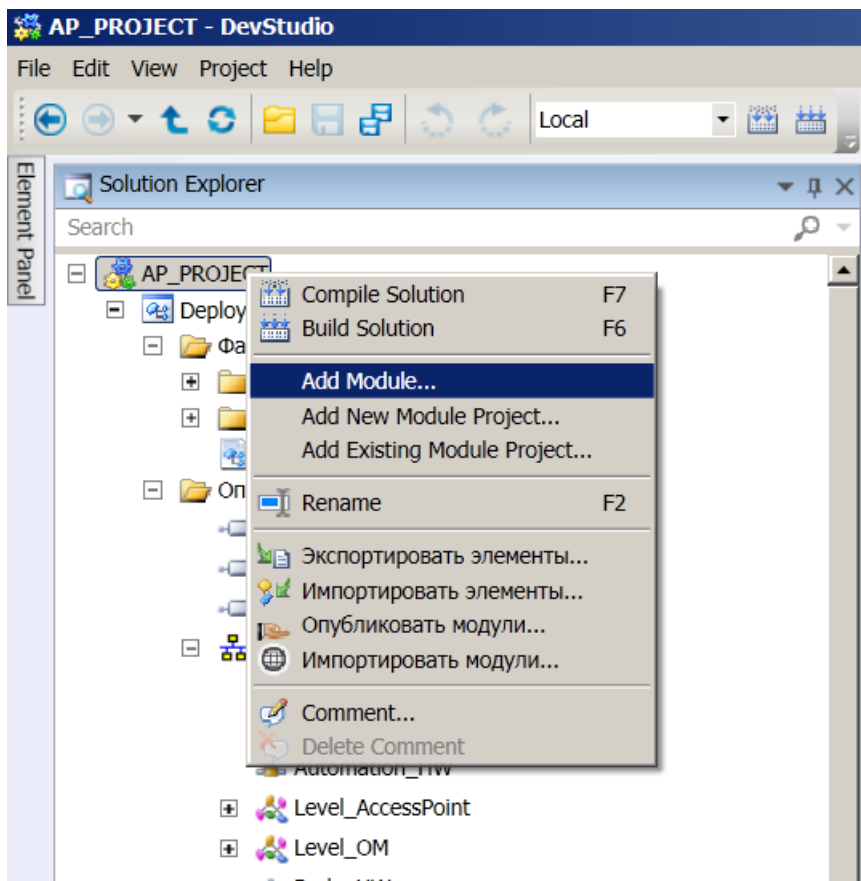 AP_PROJECT - DevStudio
File Edit View Project Help
Local
Element Panel
Solution Explorer
Search
AP_PROJECT
Compile Solution F7
Deploy
Build Solution F6
Фа
Add Module...
Add New Module Project...
Add Existing Module Project...
Оп
Rename F2
Экспортировать элементы...
Импортировать элементы...
Опубликовать модули...
Импортировать модули...
Comment...
Delete Comment
Automation_HW
Level_AccessPoint
Level_OM